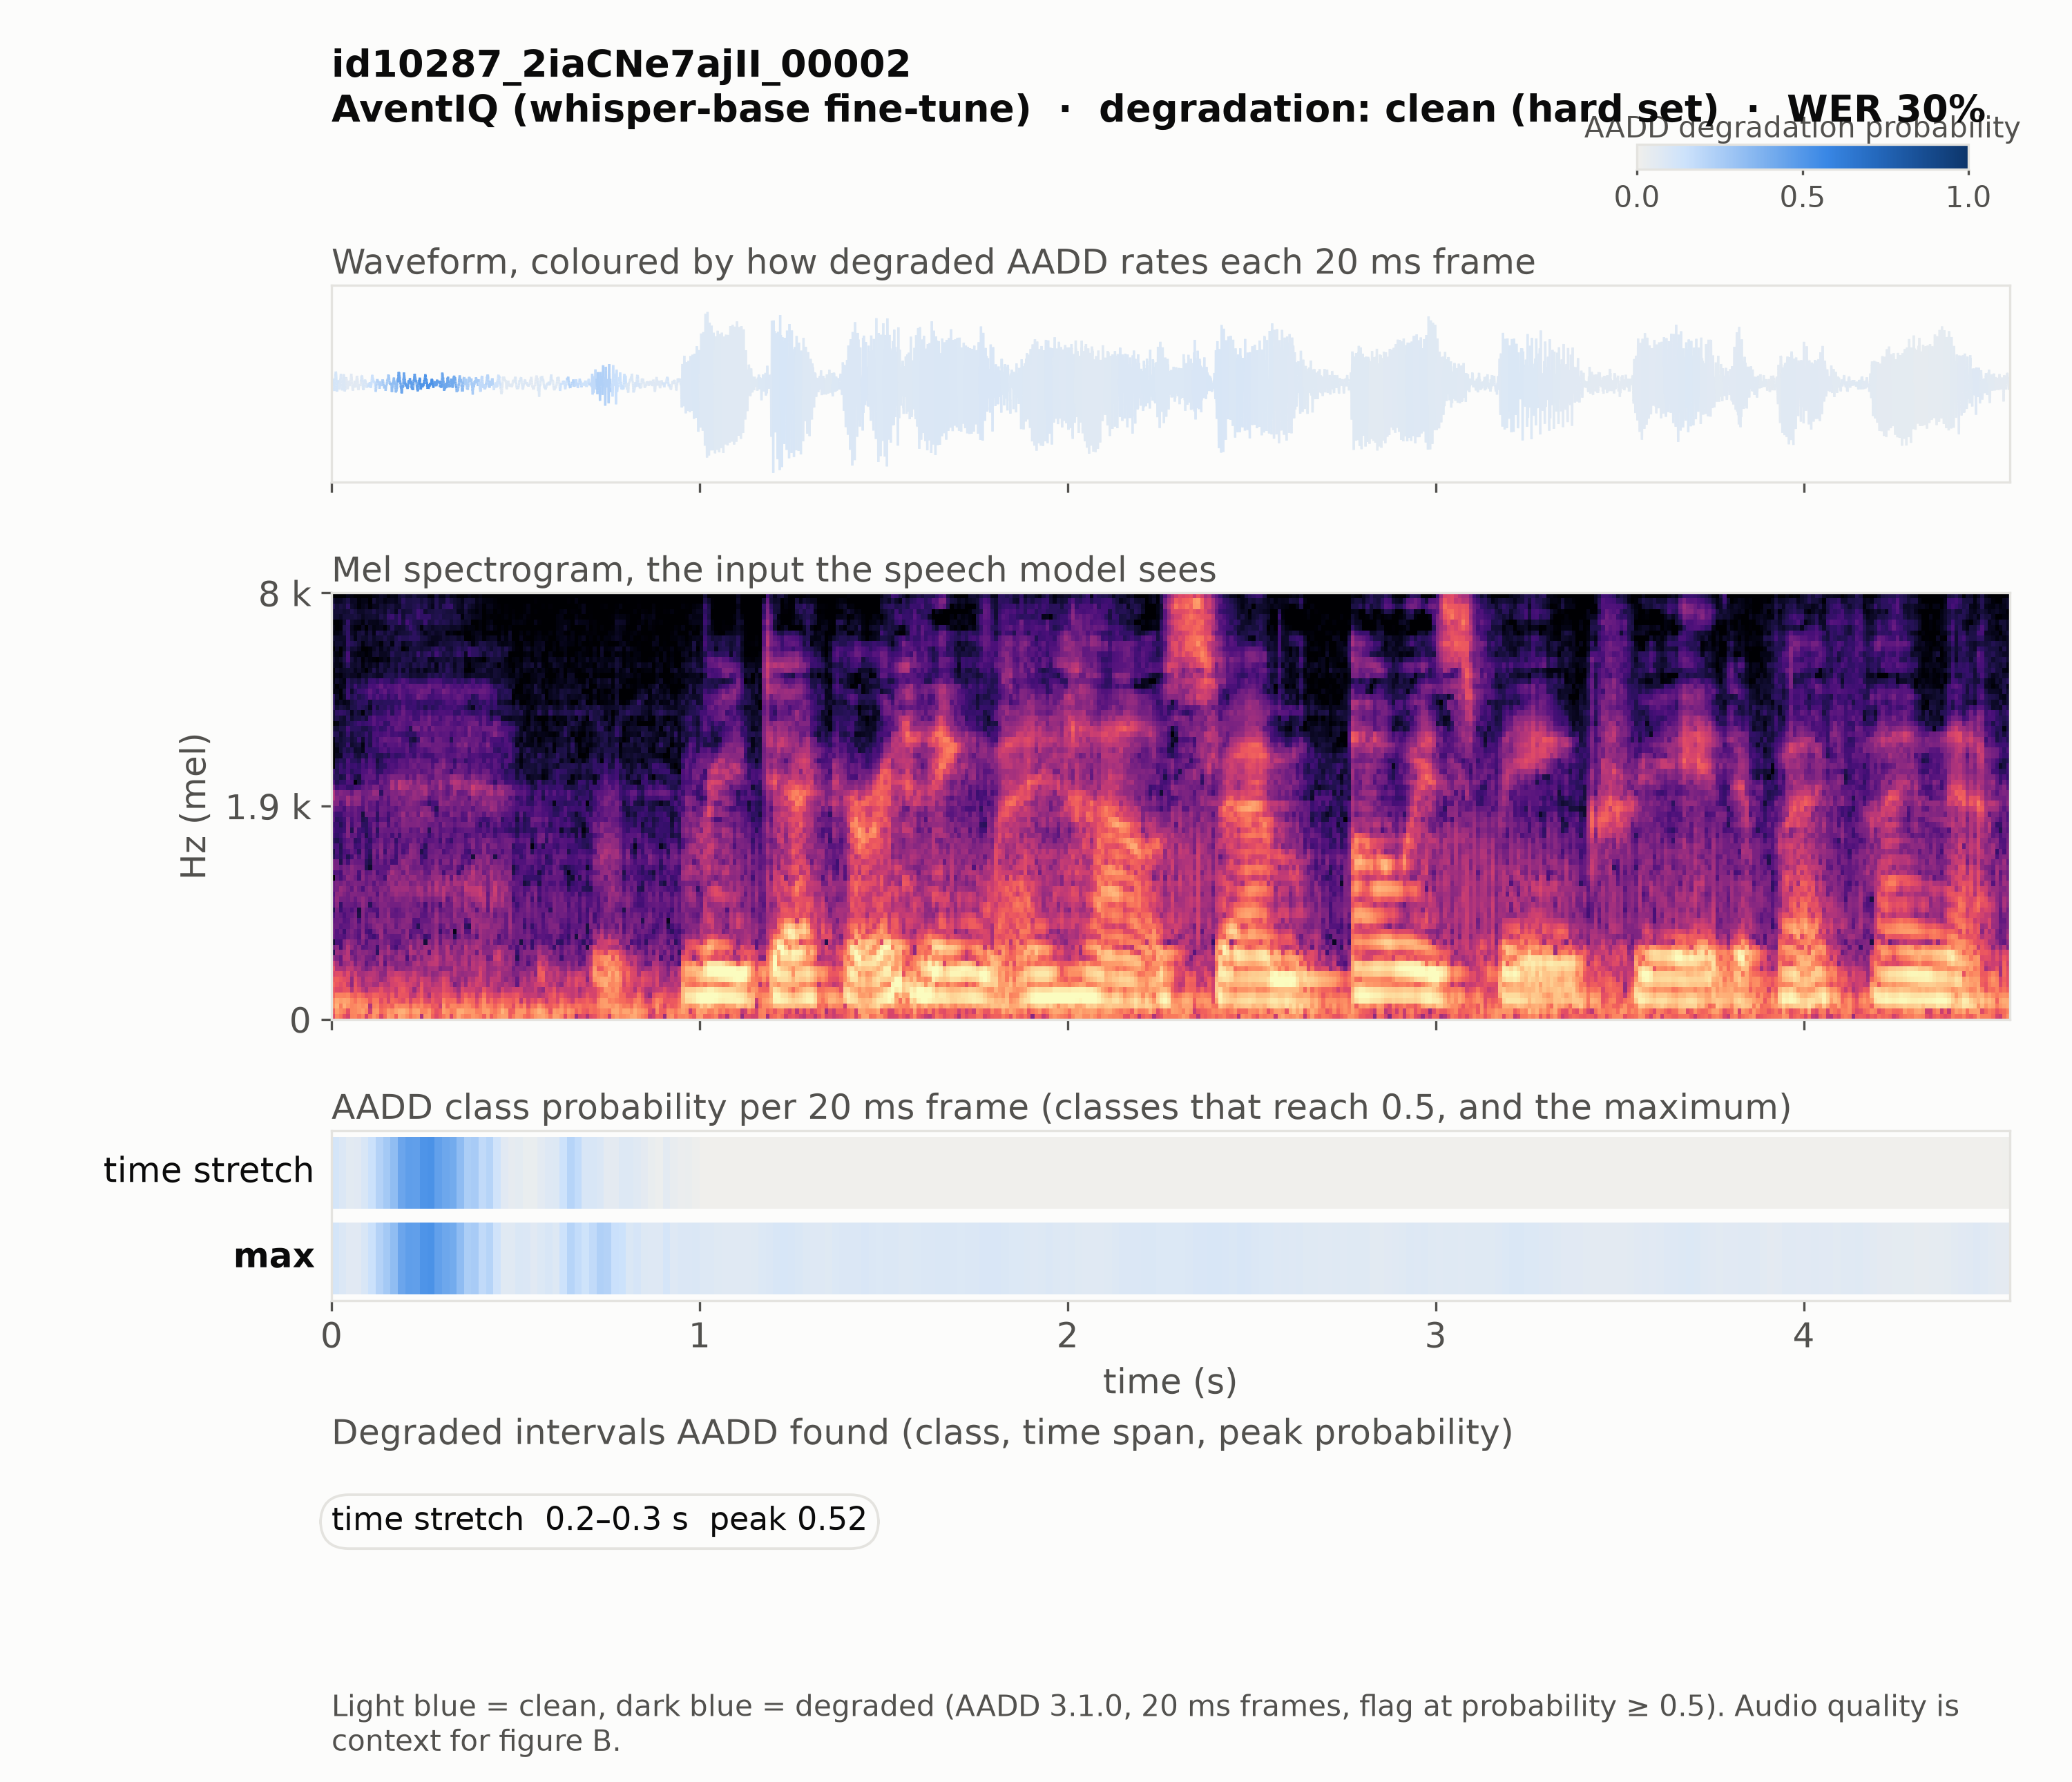 id10287_2iaCNe7ajII_00002
AventIQ (whisper-base fine-tune)  ·  degradation: clean (hard set)  ·  WER 30%
AADD degradation probability
0.0 0.5 1.0
Waveform, coloured by how degraded AADD rates each 20 ms frame
Mel spectrogram, the input the speech model sees
8 k
Hz (mel)
1.9 k
0
AADD class probability per 20 ms frame (classes that reach 0.5, and the maximum)
time stretch
max
0 1 2 3 4
time (s)
Degraded intervals AADD found (class, time span, peak probability)
time stretch  0.2–0.3 s  peak 0.52
Light blue = clean, dark blue = degraded (AADD 3.1.0, 20 ms frames, flag at probability ≥ 0.5). Audio quality is
context for figure B.